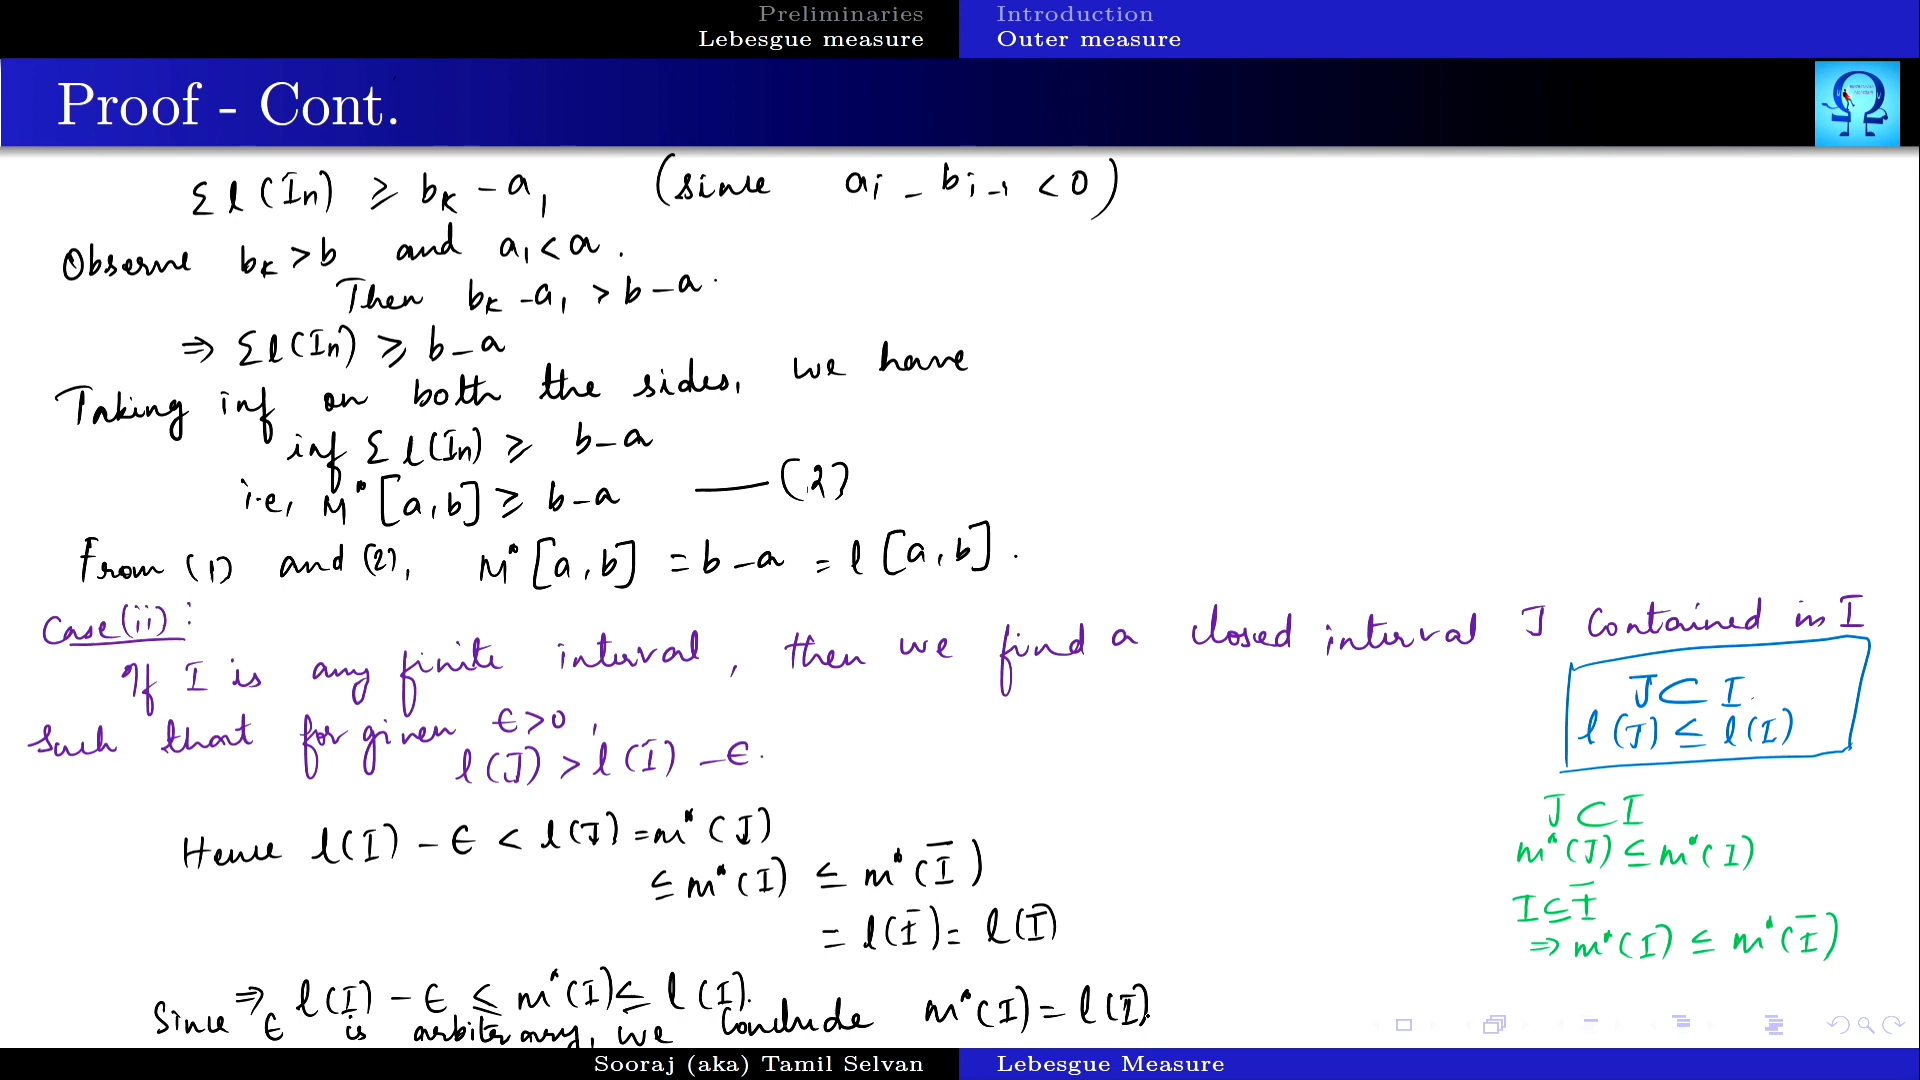 Preliminaries
Lebesgue measure
Introduction
Outer measure
Proof - Cont.
Σ l(In) ⩾ bk - a1 (since ai - bi-1 < 0)
Observe bk > b and a1 < a.
Then bk - a1 > b - a.
⇒ Σ l(In) ⩾ b - a
Taking inf on both the sides, we have
inf Σ l(In) ⩾ b - a
i.e, M*[a,b] ⩾ b - a —— (2)
From (1) and (2), M*[a,b] = b - a = l[a,b].
Case(ii):
If I is any finite interval, then we find a closed interval J contained in I
such that for given ϵ>0,
l(J) > l(I) - ϵ.
J ⊂ I.
l(J) ≤ l(I)
Hence l(I) - ϵ < l(J) = m*(J)
≤ m*(I) ≤ m*(Ī)
= l(Ī) = l(I)
⇒ l(I) - ϵ ≤ m*(I) ≤ l(I).
Since ϵ is arbitrary, we conclude m*(I) = l(I).
J ⊂ I
m*(J) ≤ m*(I)
I ⊆ Ī
⇒ m*(I) ≤ m*(Ī)
Sooraj (aka) Tamil Selvan
Lebesgue Measure